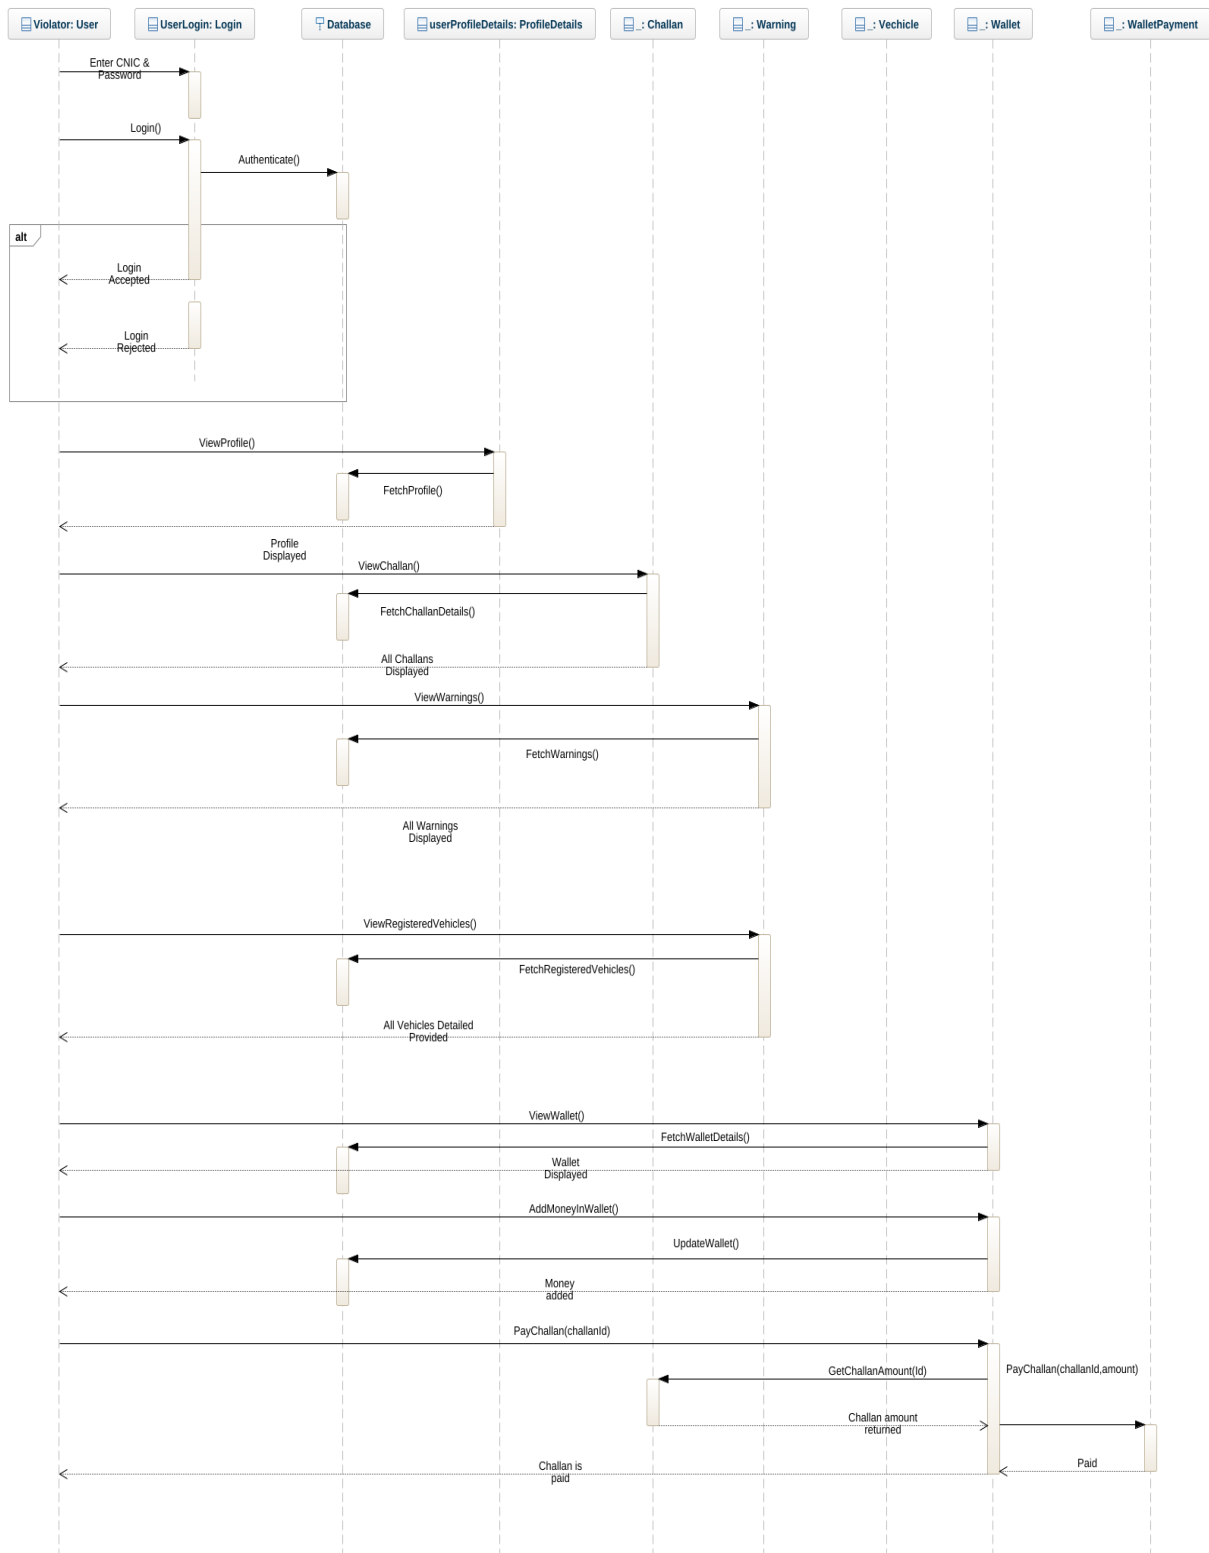 Violator: User
UserLogin: Login
Database
userProfileDetails: ProfileDetails
_: Challan
_: Warning
_: Vechicle
_: Wallet
_: WalletPayment
Enter CNIC &
Password
Login()
Authenticate()
alt
Login
Accepted
Login
Rejected
ViewProfile()
FetchProfile()
Profile
Displayed
ViewChallan()
FetchChallanDetails()
All Challans
Displayed
ViewWarnings()
FetchWarnings()
All Warnings
Displayed
ViewRegisteredVehicles()
FetchRegisteredVehicles()
All Vehicles Detailed
Provided
ViewWallet()
FetchWalletDetails()
Wallet
Displayed
AddMoneyInWallet()
UpdateWallet()
Money
added
PayChallan(challanId)
GetChallanAmount(Id)
PayChallan(challanId,amount)
Challan amount
returned
Paid
Challan is
paid